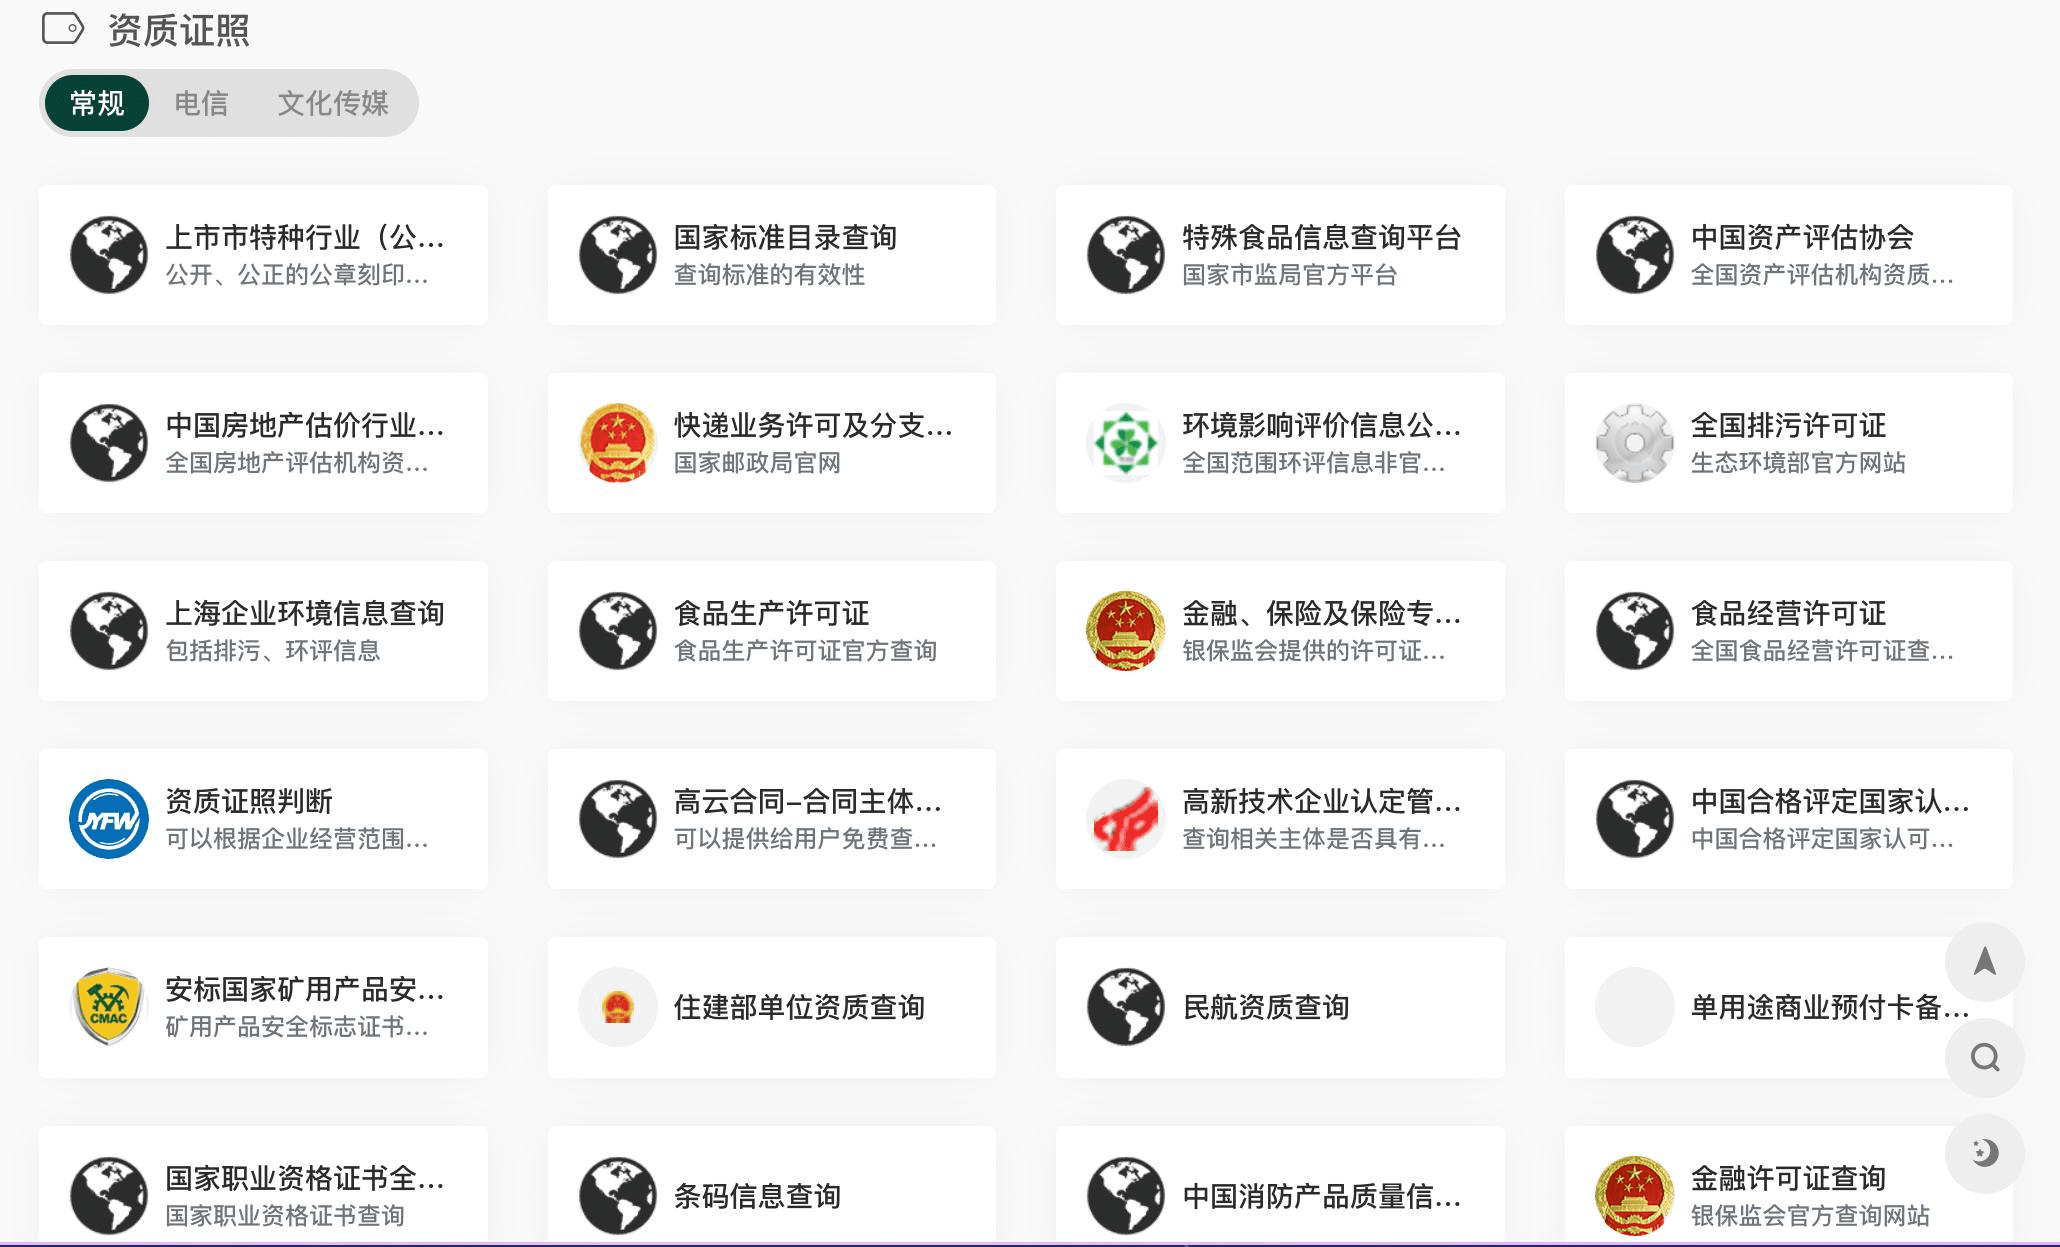 资质证照
常规 电信 文化传媒
上市市特种行业（公...
公开、公正的公章刻印...
国家标准目录查询
查询标准的有效性
特殊食品信息查询平台
国家市监局官方平台
中国资产评估协会
全国资产评估机构资质...
中国房地产估价行业...
全国房地产评估机构资...
快递业务许可及分支...
国家邮政局官网
环境影响评价信息公...
全国范围环评信息非官...
全国排污许可证
生态环境部官方网站
上海企业环境信息查询
包括排污、环评信息
食品生产许可证
食品生产许可证官方查询
金融、保险及保险专...
银保监会提供的许可证...
食品经营许可证
全国食品经营许可证查...
JYFW
资质证照判断
可以根据企业经营范围...
高云合同–合同主体...
可以提供给用户免费查...
高新技术企业认定管...
查询相关主体是否具有...
中国合格评定国家认...
中国合格评定国家认可...
CMAC
安标国家矿用产品安...
矿用产品安全标志证书...
住建部单位资质查询
民航资质查询
单用途商业预付卡备...
国家职业资格证书全...
国家职业资格证书查询
条码信息查询
中国消防产品质量信...
金融许可证查询
银保监会官方查询网站